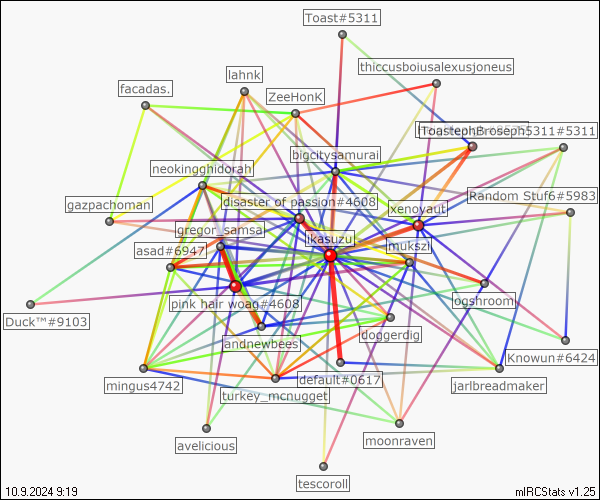 Toast#5311
thiccusboiusalexusjoneus
lahnk
facadas.
ZeeHonK
ToastephBroseph5311#5311
bigcitysamurai
neokingghidorah
Random Stuf6#5983
disaster of passion#4608
gazpachoman
xenoyaut
gregor_samsa
ikasuzu
mukszi
asad#6947
pink hair woag#4608
logshroom
Duck™#9103
doggerdig
andnewbees
Knowun#6424
default#0617
mingus4742
jarlbreadmaker
turkey_mcnugget
avelicious
moonraven
tescoroll
10.9.2024 9:19
mIRCStats v1.25